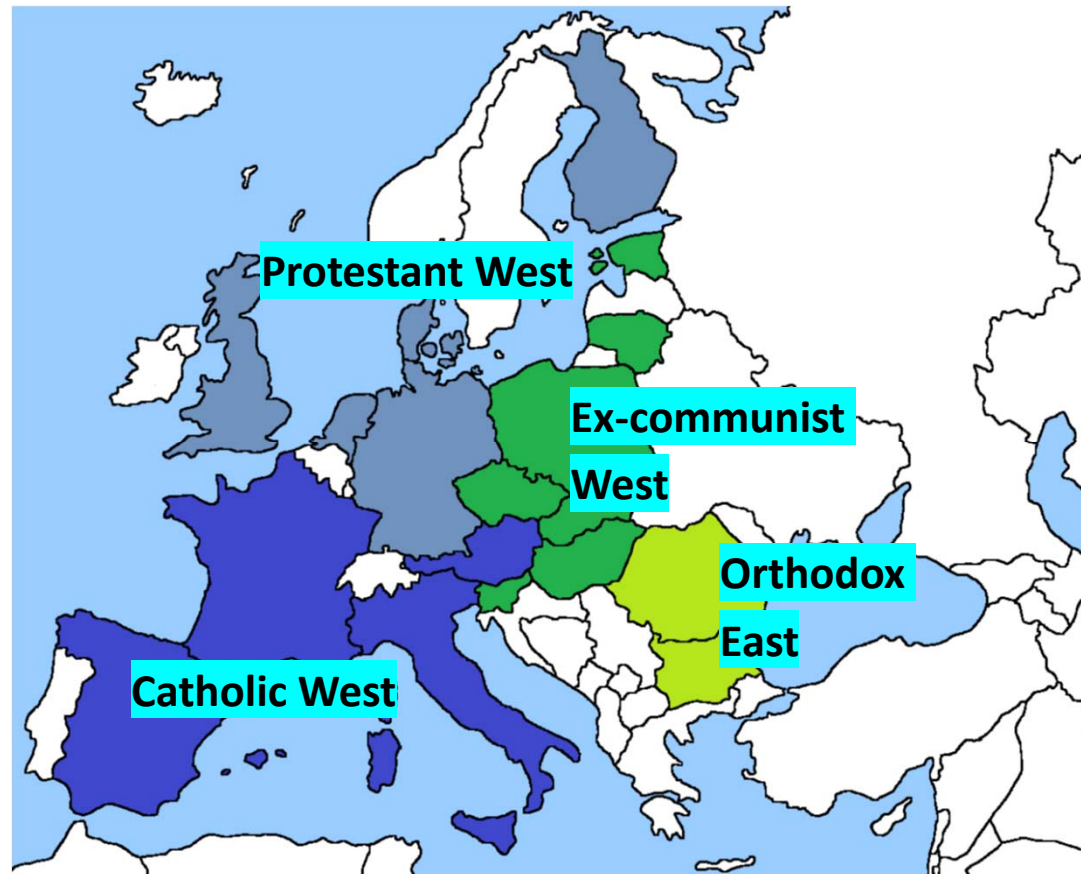 Protestant West
Ex-communist
West
Orthodox
East
Catholic West